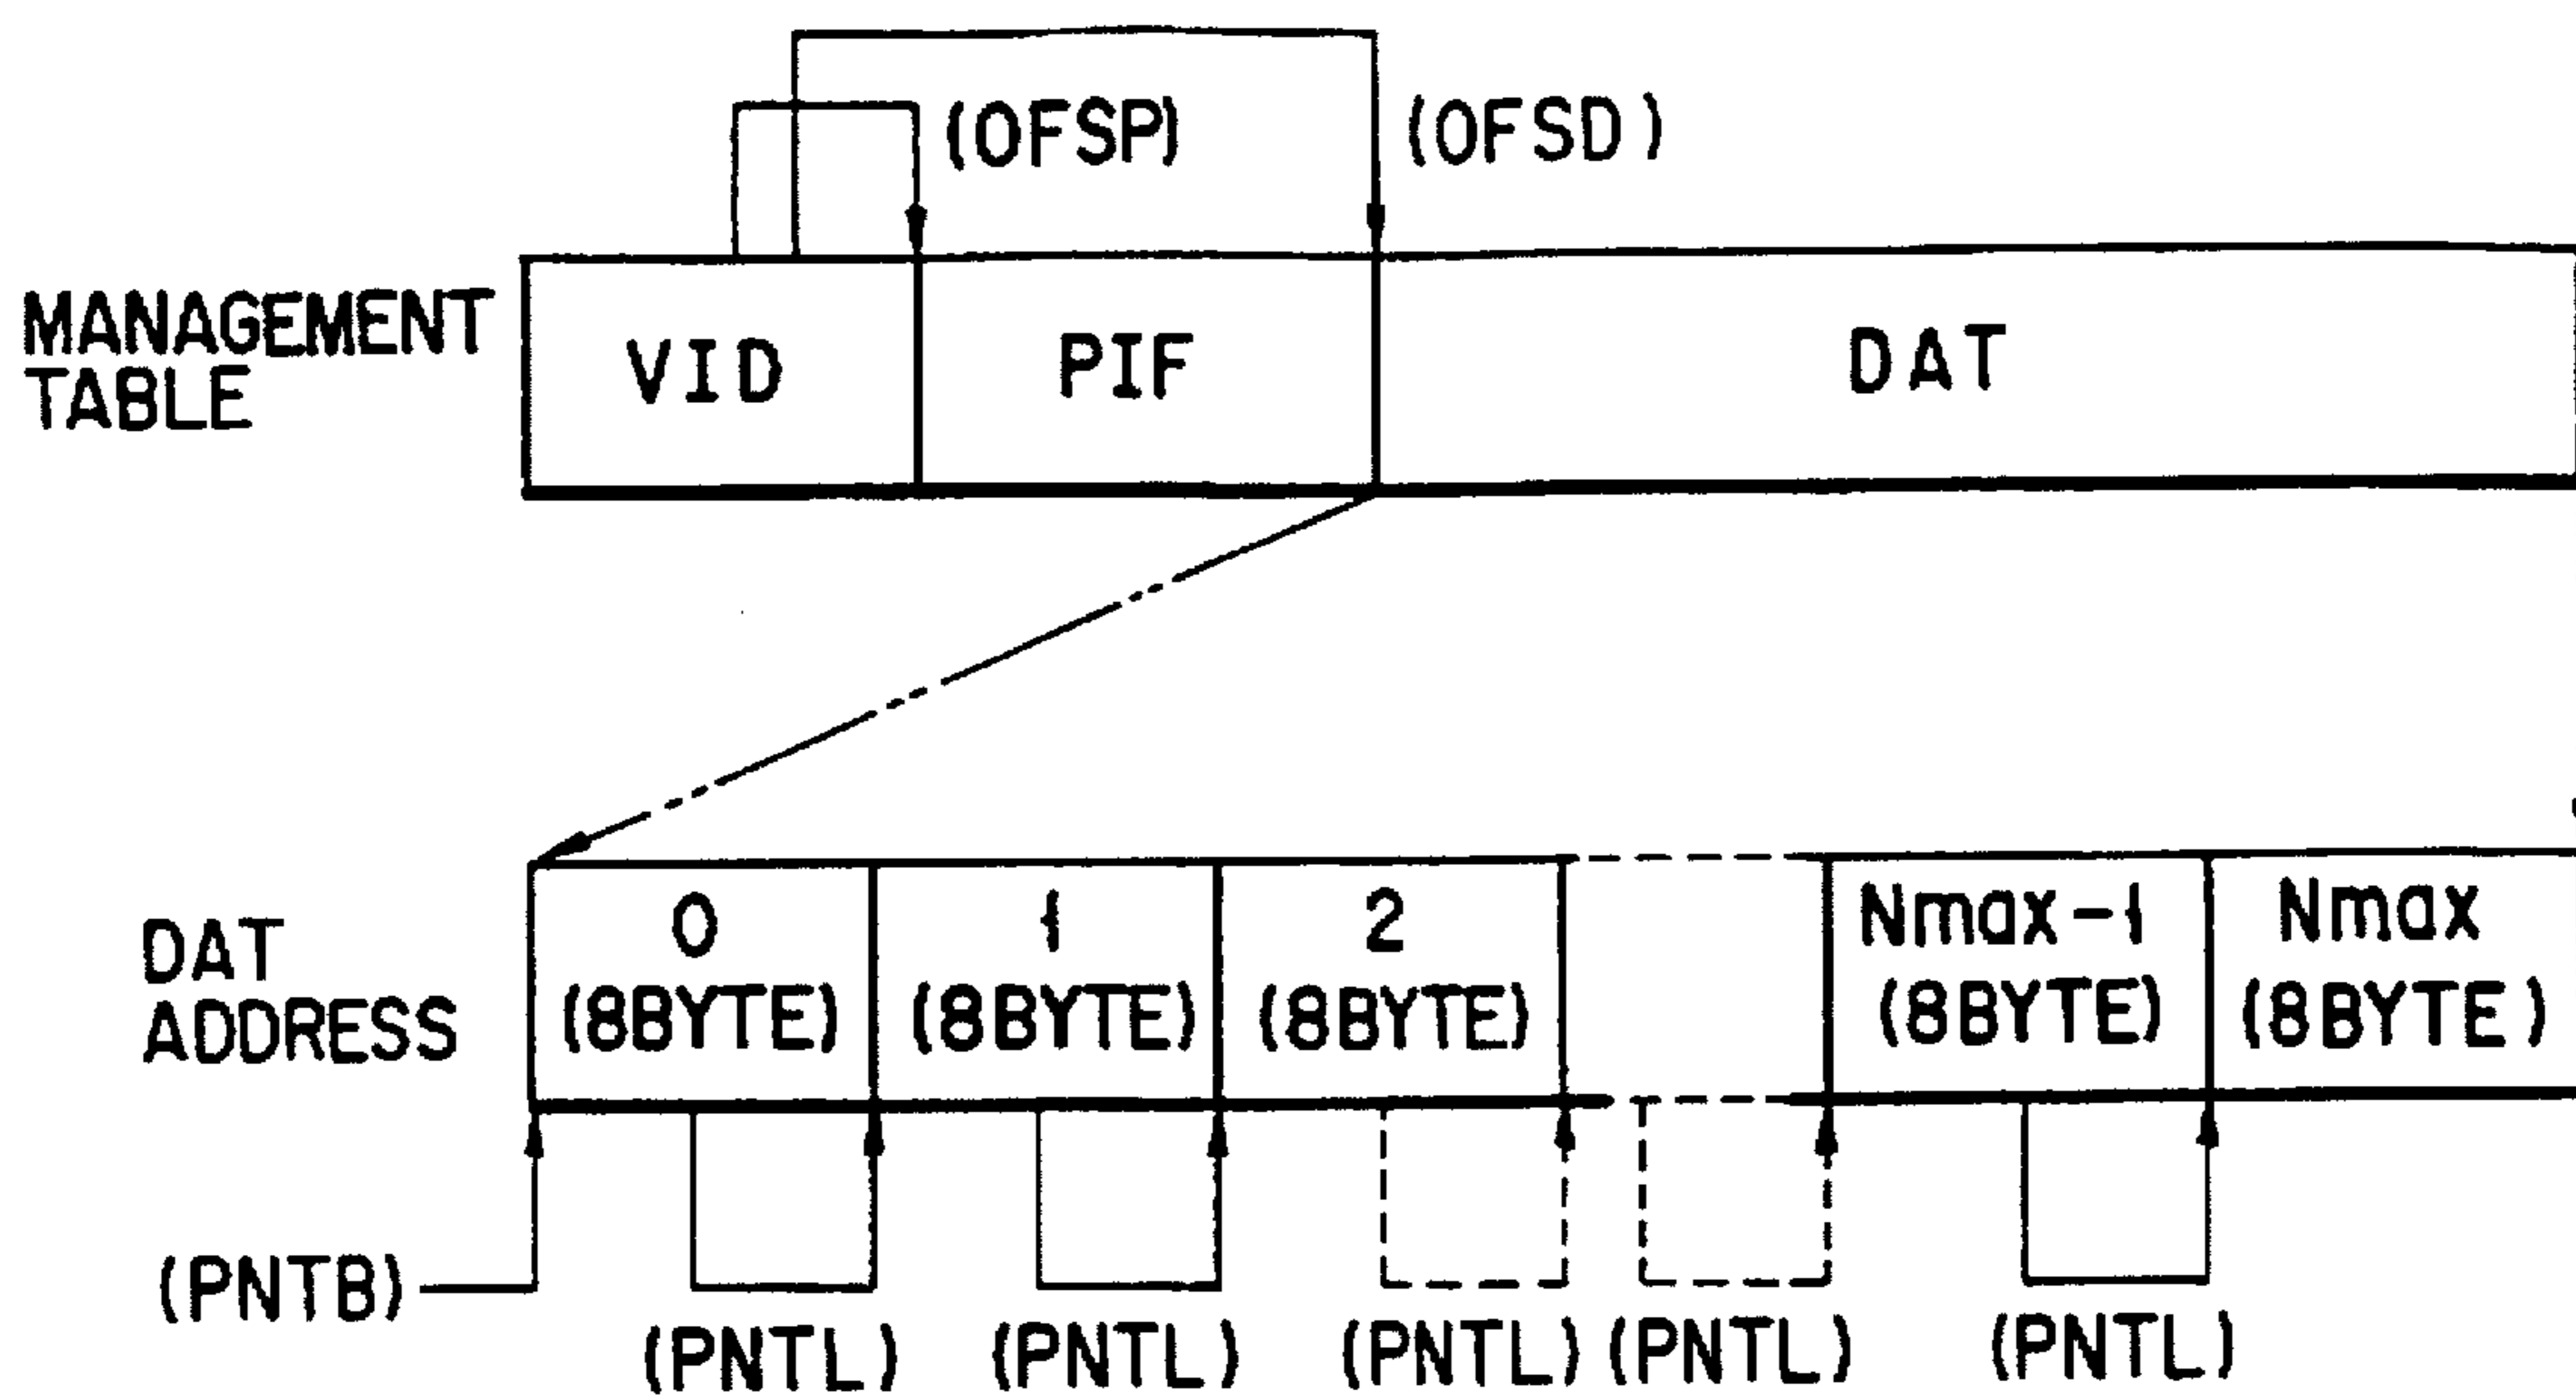 (OFSP) (OFSD)
MANAGEMENT
TABLE
VID PIF DAT
DAT
ADDRESS
0 1 2 Nmax-1 Nmax
(8BYTE) (8BYTE) (8BYTE) (8BYTE) (8BYTE)
(PNTB)
(PNTL) (PNTL) (PNTL) (PNTL) (PNTL)